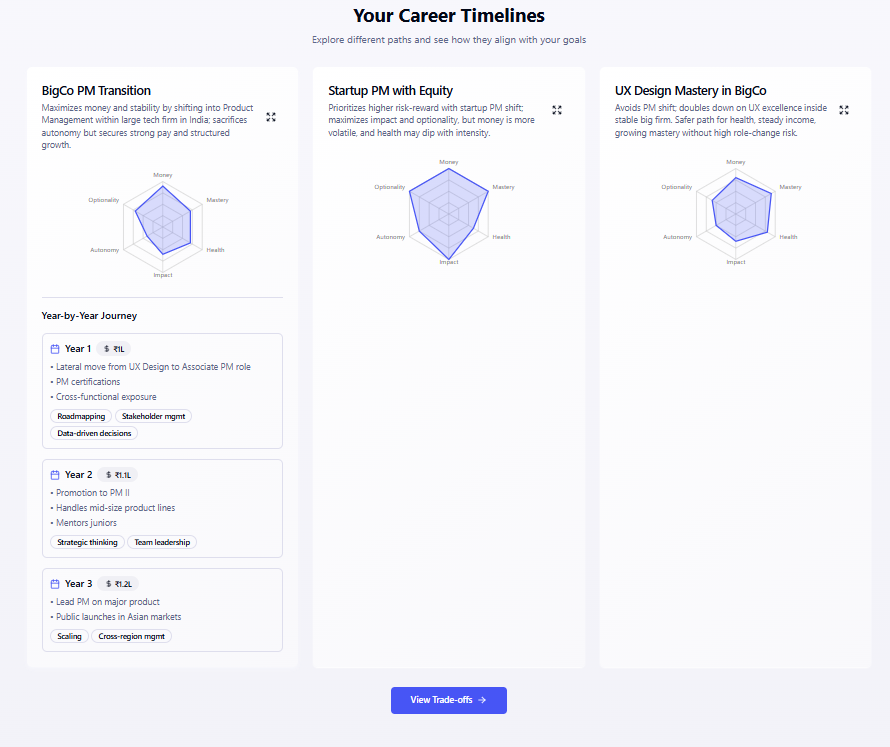 Your Career Timelines
Explore different paths and see how they align with your goals
BigCo PM Transition
Maximizes money and stability by shifting into Product
Management within large tech firm in India; sacrifices
autonomy but secures strong pay and structured
growth.
Money
Optionality
Mastery
Autonomy
Health
Impact
Year-by-Year Journey
Year 1 $ ₹1L
• Lateral move from UX Design to Associate PM role
• PM certifications
• Cross-functional exposure
Roadmapping Stakeholder mgmt
Data-driven decisions
Year 2 $ ₹1.1L
• Promotion to PM II
• Handles mid-size product lines
• Mentors juniors
Strategic thinking Team leadership
Year 3 $ ₹1.2L
• Lead PM on major product
• Public launches in Asian markets
Scaling Cross-region mgmt
Startup PM with Equity
Prioritizes higher risk-reward with startup PM shift;
maximizes impact and optionality, but money is more
volatile, and health may dip with intensity.
Money
Optionality
Mastery
Autonomy
Health
Impact
UX Design Mastery in BigCo
Avoids PM shift; doubles down on UX excellence inside
stable big firm. Safer path for health, steady income,
growing mastery without high role-change risk.
Money
Optionality
Mastery
Autonomy
Health
Impact
View Trade-offs →